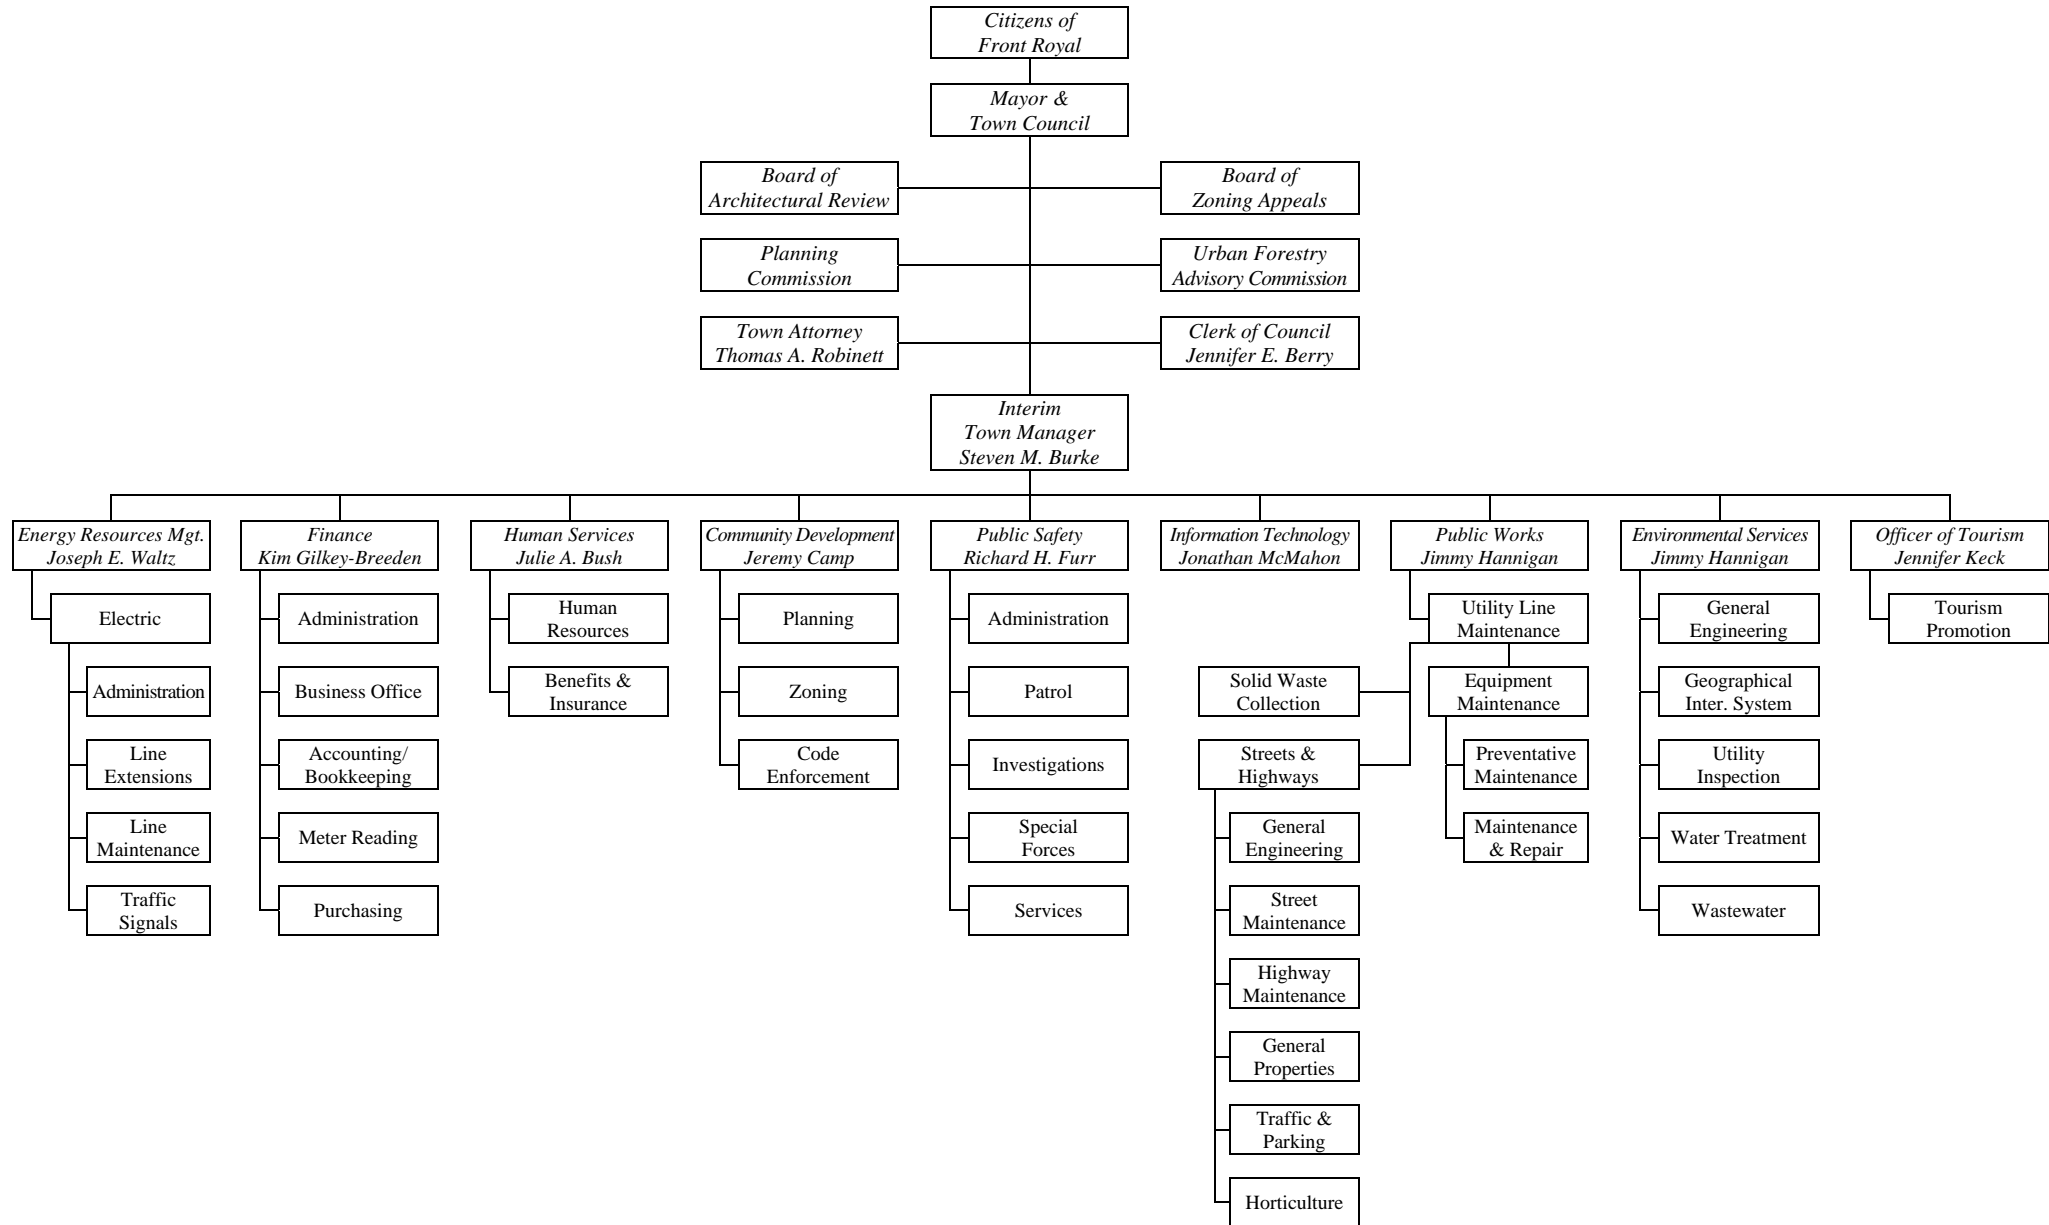 Citizens of
Front Royal
Mayor &
Town Council
Board of
Architectural Review
Board of
Zoning Appeals
Planning
Commission
Urban Forestry
Advisory Commission
Town Attorney
Thomas A. Robinett
Clerk of Council
Jennifer E. Berry
Interim
Town Manager
Steven M. Burke
Energy Resources Mgt.
Joseph E. Waltz
Finance
Kim Gilkey-Breeden
Human Services
Julie A. Bush
Community Development
Jeremy Camp
Public Safety
Richard H. Furr
Information Technology
Jonathan McMahon
Public Works
Jimmy Hannigan
Environmental Services
Jimmy Hannigan
Officer of Tourism
Jennifer Keck
Electric
Administration
Line
Extensions
Line
Maintenance
Traffic
Signals
Administration
Business Office
Accounting/
Bookkeeping
Meter Reading
Purchasing
Human
Resources
Benefits &
Insurance
Planning
Zoning
Code
Enforcement
Administration
Patrol
Investigations
Special
Forces
Services
Utility Line
Maintenance
Solid Waste
Collection
Streets &
Highways
General
Engineering
Street
Maintenance
Highway
Maintenance
General
Properties
Traffic &
Parking
Horticulture
Equipment
Maintenance
Preventative
Maintenance
Maintenance
& Repair
General
Engineering
Geographical
Inter. System
Utility
Inspection
Water Treatment
Wastewater
Tourism
Promotion